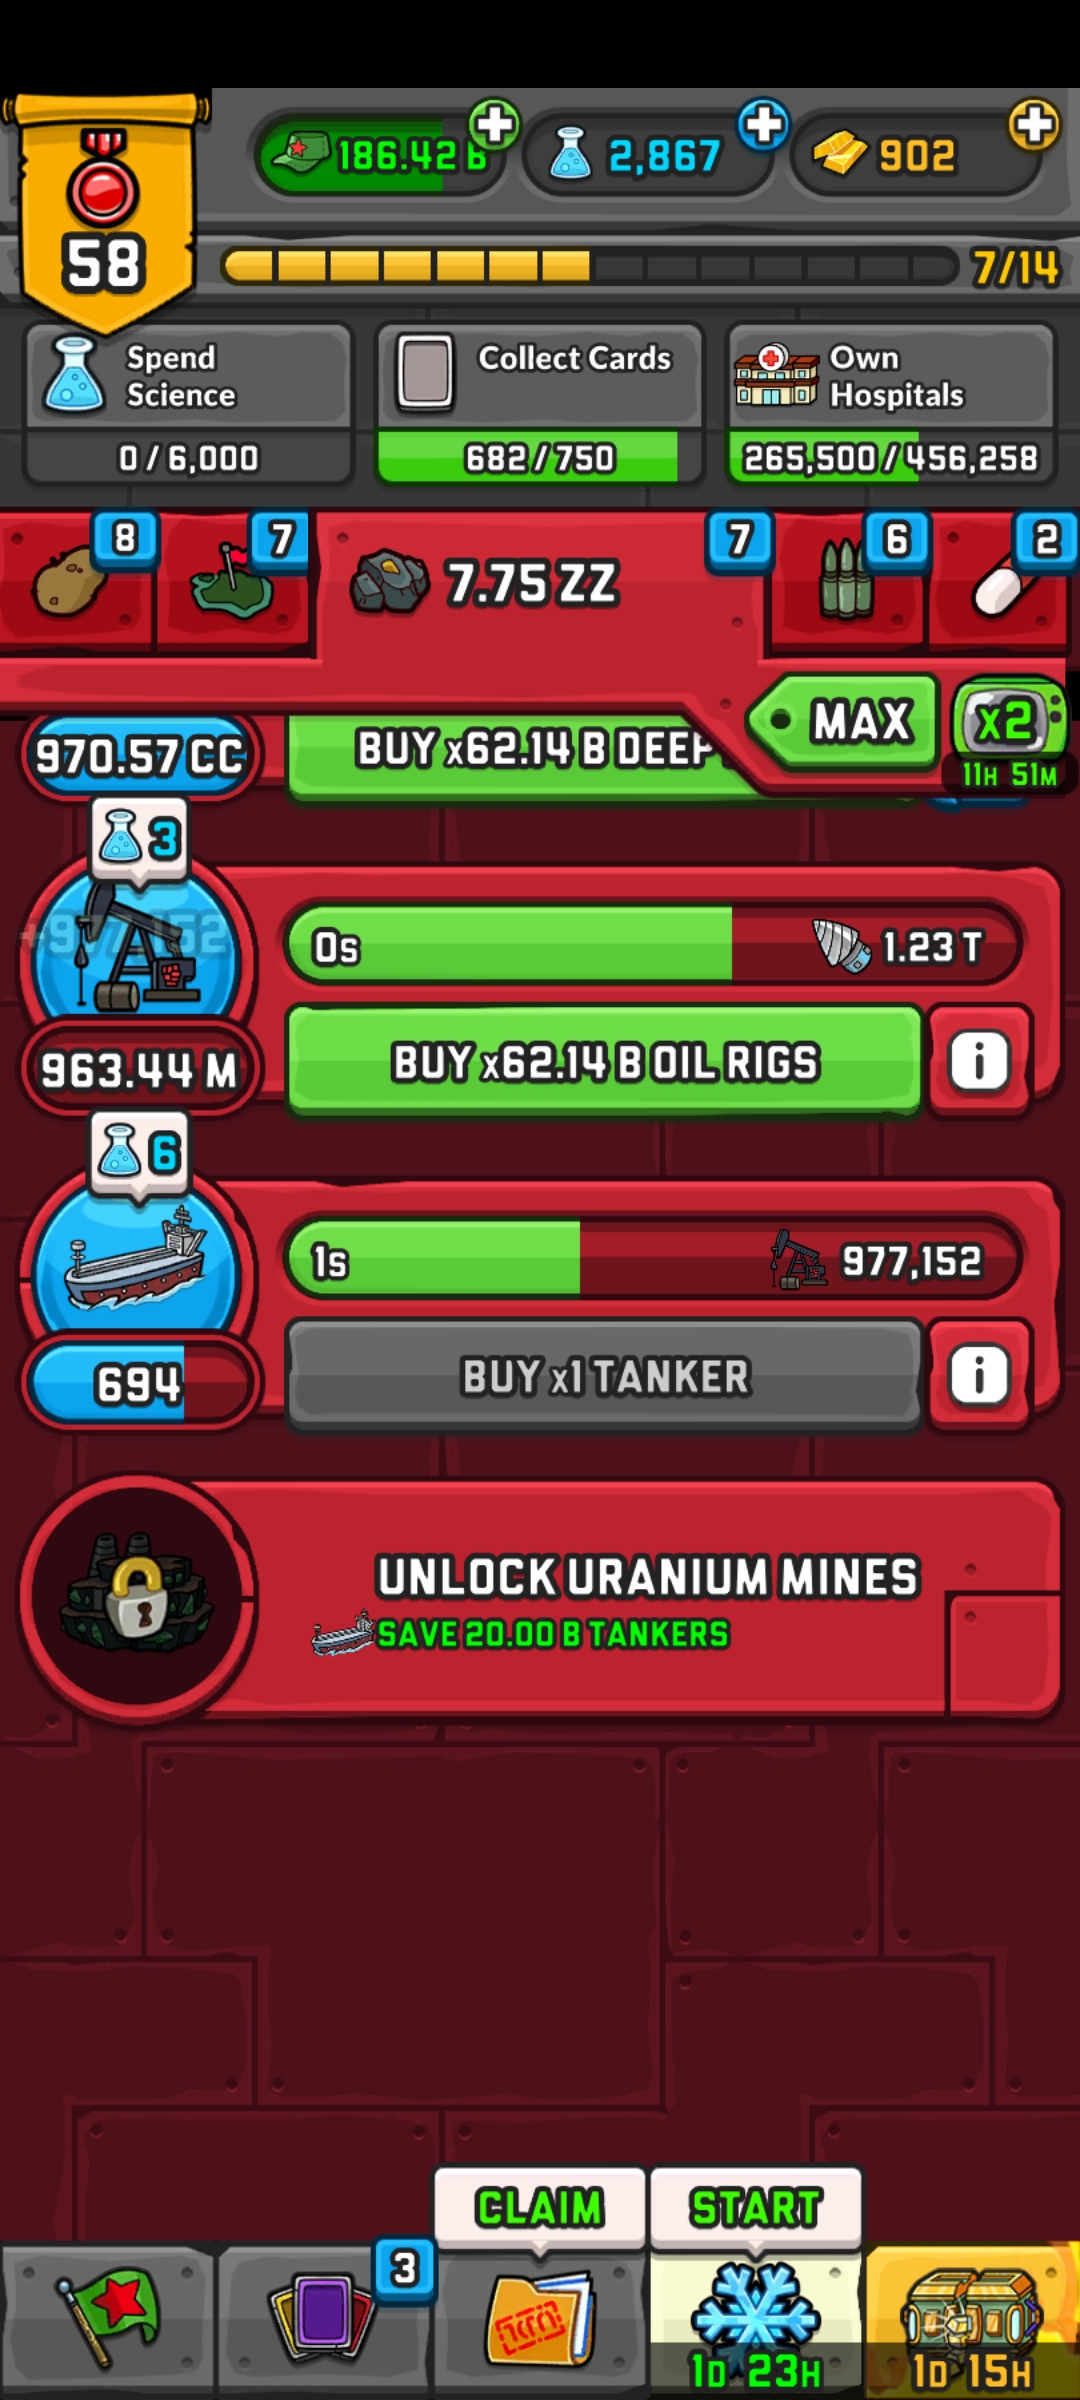 58
186.42 B
2,867
902
7/14
Spend
Science
0 / 6,000
Collect Cards
682 / 750
Own
Hospitals
265,500 / 456,258
8
7
7.75 ZZ
7
6
2
MAX
x2
11H 51M
970.57 CC
BUY x62.14 B DEEP
3
+977,152
0s
1.23 T
963.44 M
BUY x62.14 B OIL RIGS
i
6
1s
977,152
694
BUY x1 TANKER
i
UNLOCK URANIUM MINES
SAVE 20.00 B TANKERS
CLAIM
START
3
1D 23H
1D 15H